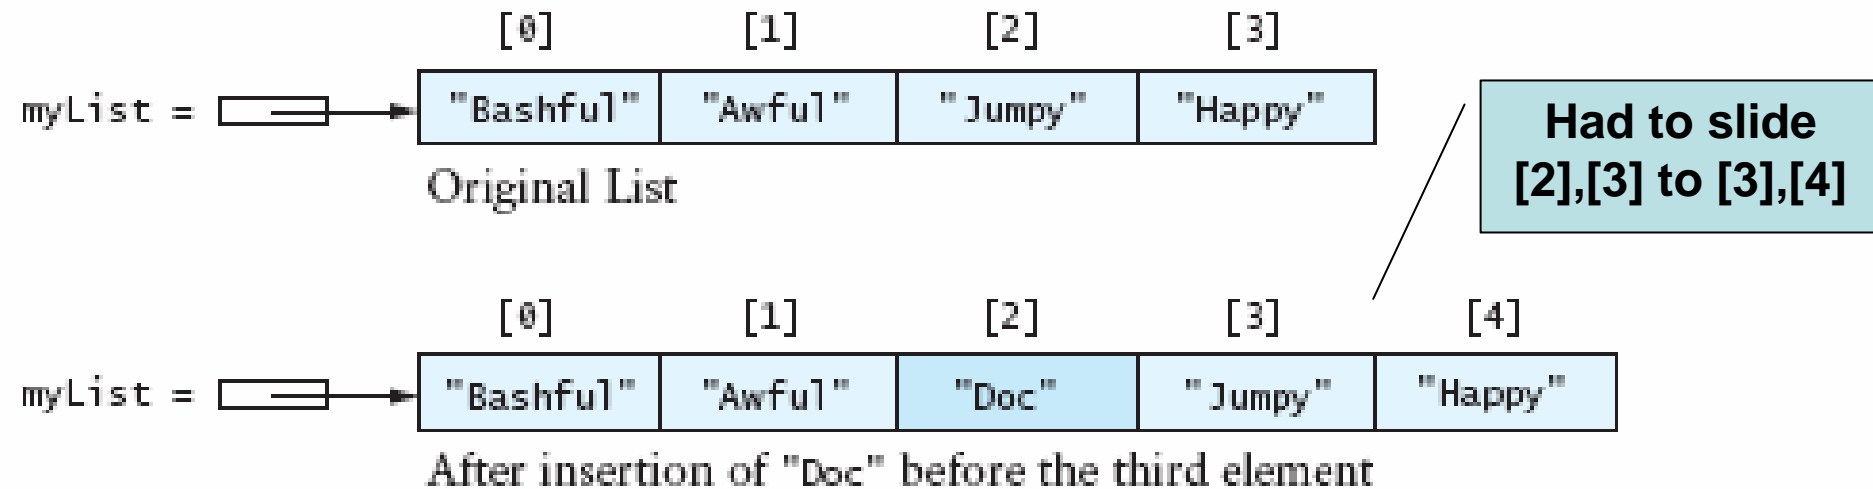 [0] [1] [2] [3]
myList = "Bashful" "Awful" "Jumpy" "Happy"
Original List
Had to slide
[2],[3] to [3],[4]
[0] [1] [2] [3] [4]
myList = "Bashful" "Awful" "Doc" "Jumpy" "Happy"
After insertion of "Doc" before the third element